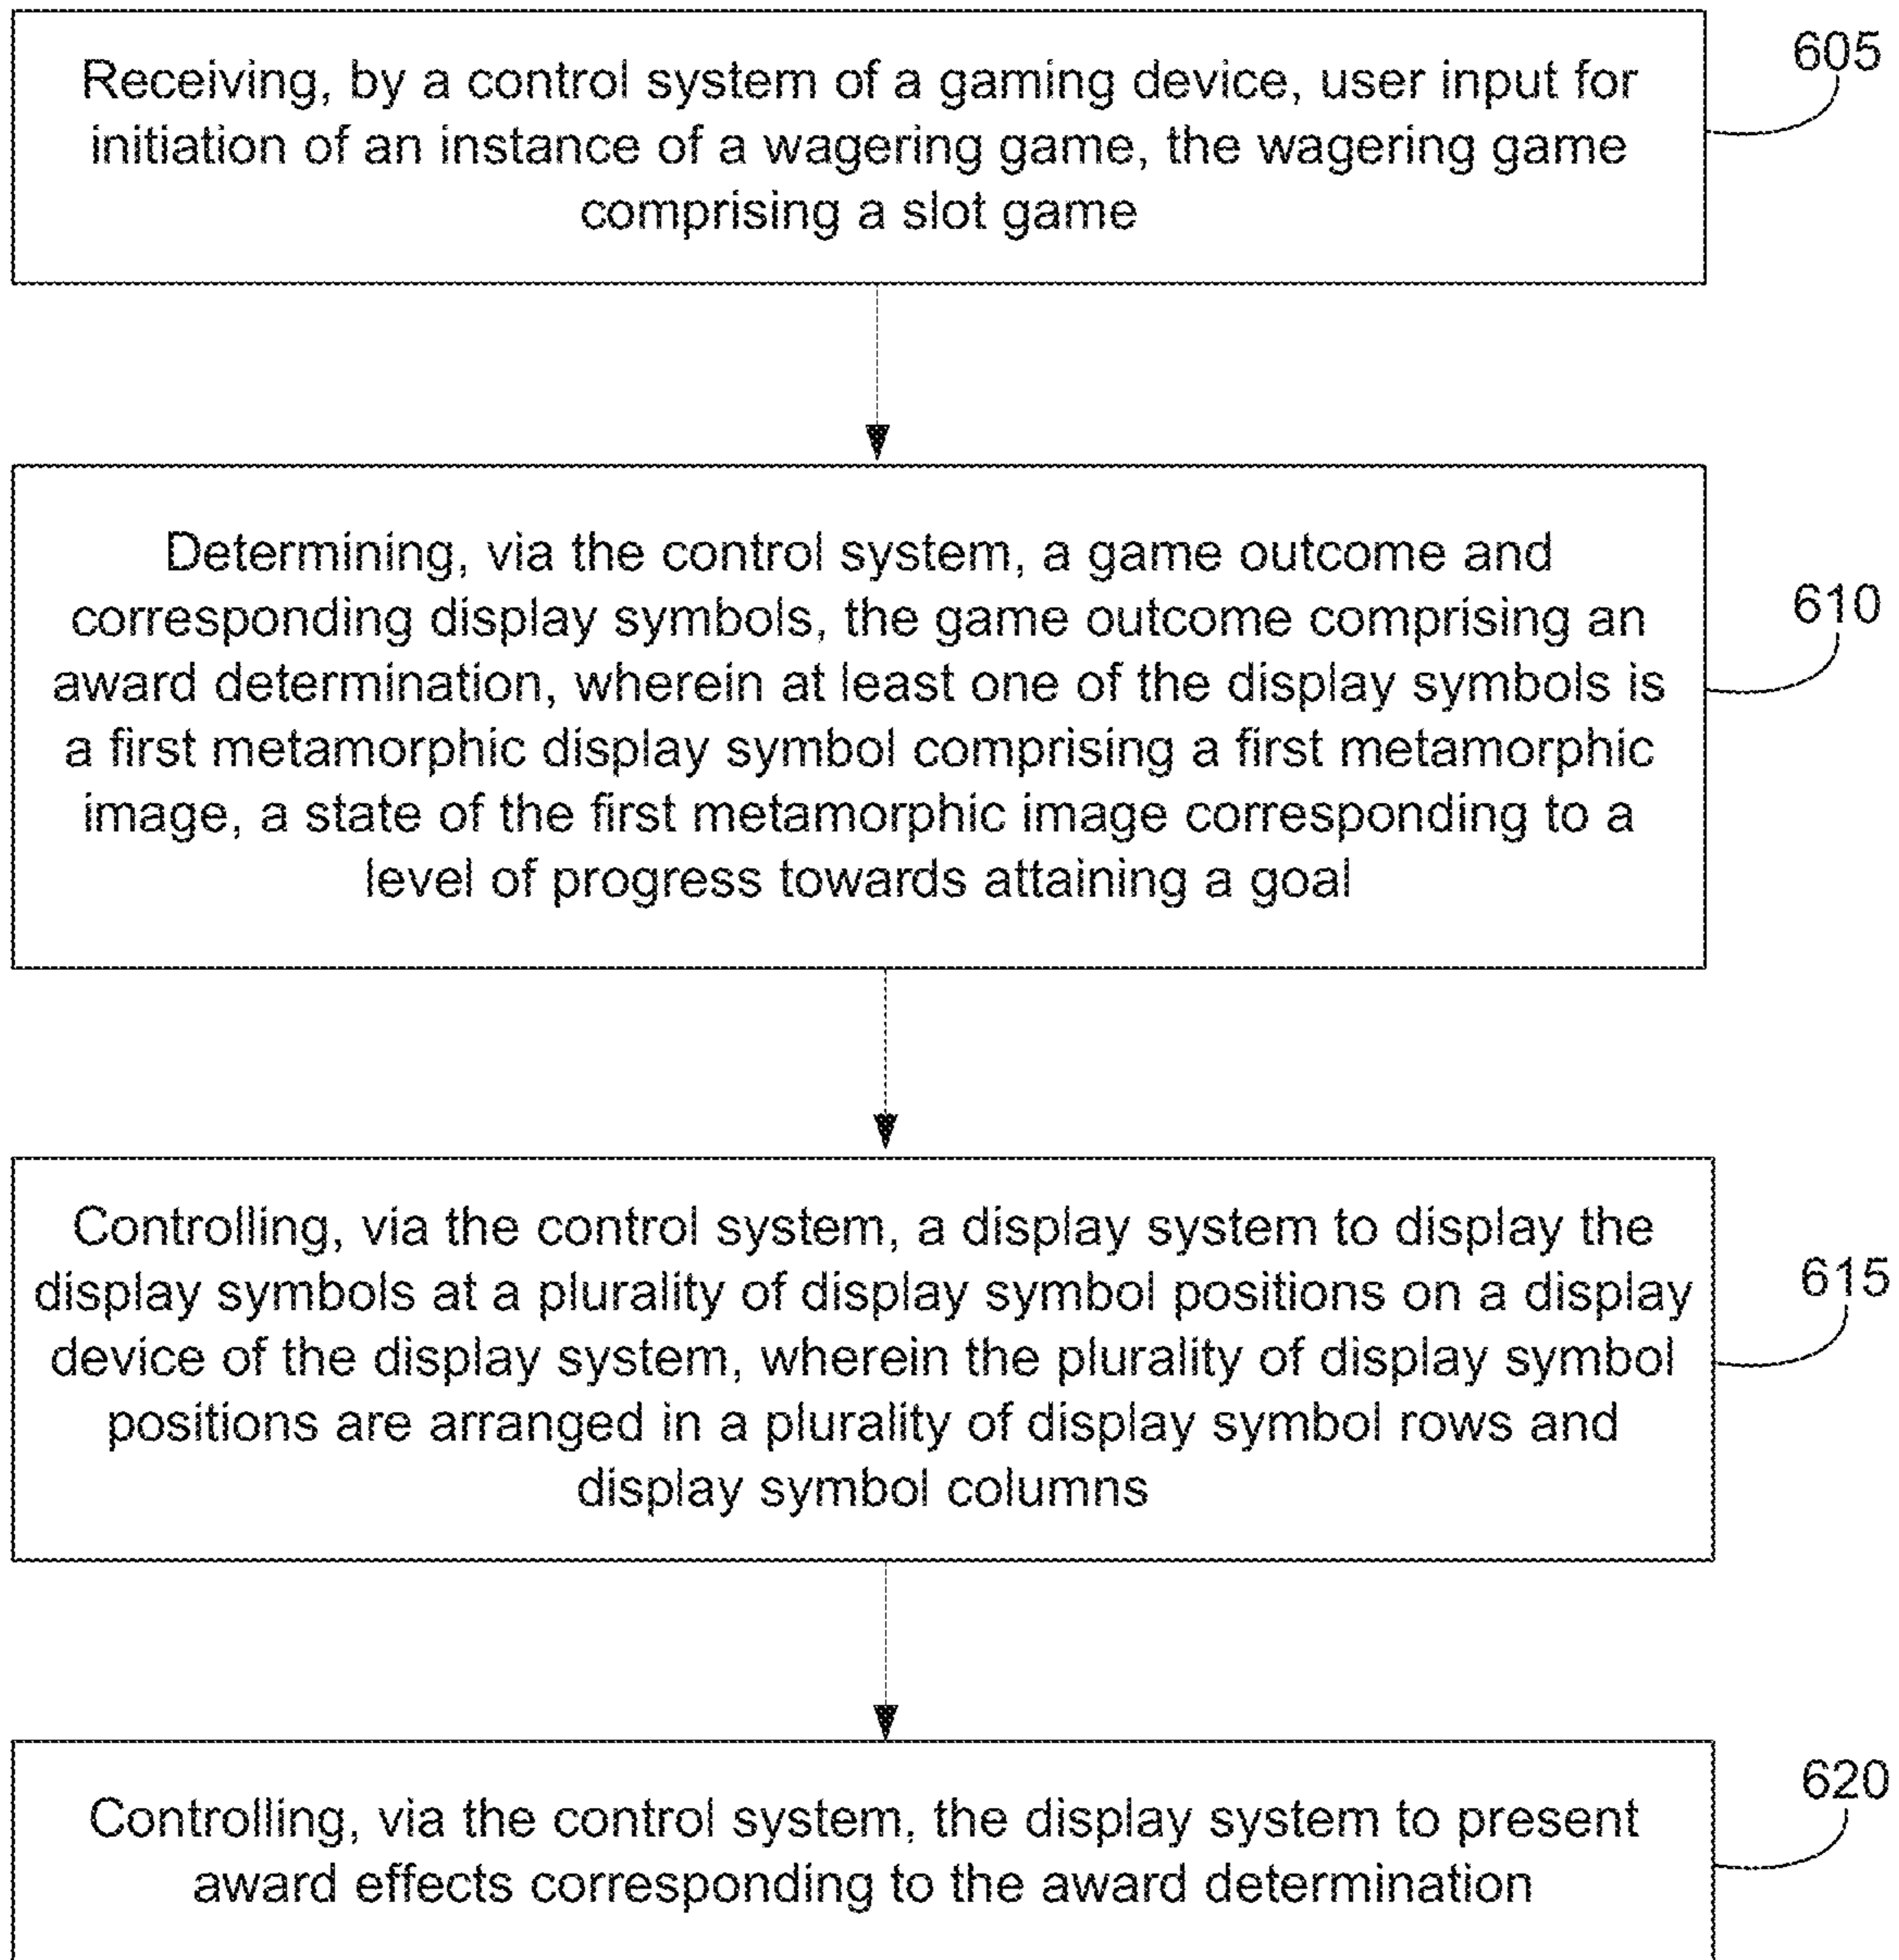 Receiving, by a control system of a gaming device, user input for
initiation of an instance of a wagering game, the wagering game
comprising a slot game
605
Determining, via the control system, a game outcome and
corresponding display symbols, the game outcome comprising an
award determination, wherein at least one of the display symbols is
a first metamorphic display symbol comprising a first metamorphic
image, a state of the first metamorphic image corresponding to a
level of progress towards attaining a goal
610
Controlling, via the control system, a display system to display the
display symbols at a plurality of display symbol positions on a display
device of the display system, wherein the plurality of display symbol
positions are arranged in a plurality of display symbol rows and
display symbol columns
615
Controlling, via the control system, the display system to present
award effects corresponding to the award determination
620